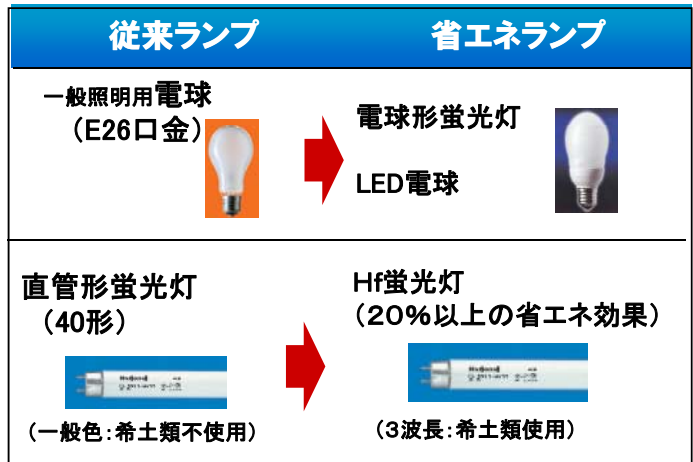 従来ランプ
省エネランプ
一般照明用電球
（E26口金）
電球形蛍光灯
LED電球
直管形蛍光灯
（40形）
（一般色：希土類不使用）
Hf蛍光灯
（20％以上の省エネ効果）
（3波長：希土類使用）